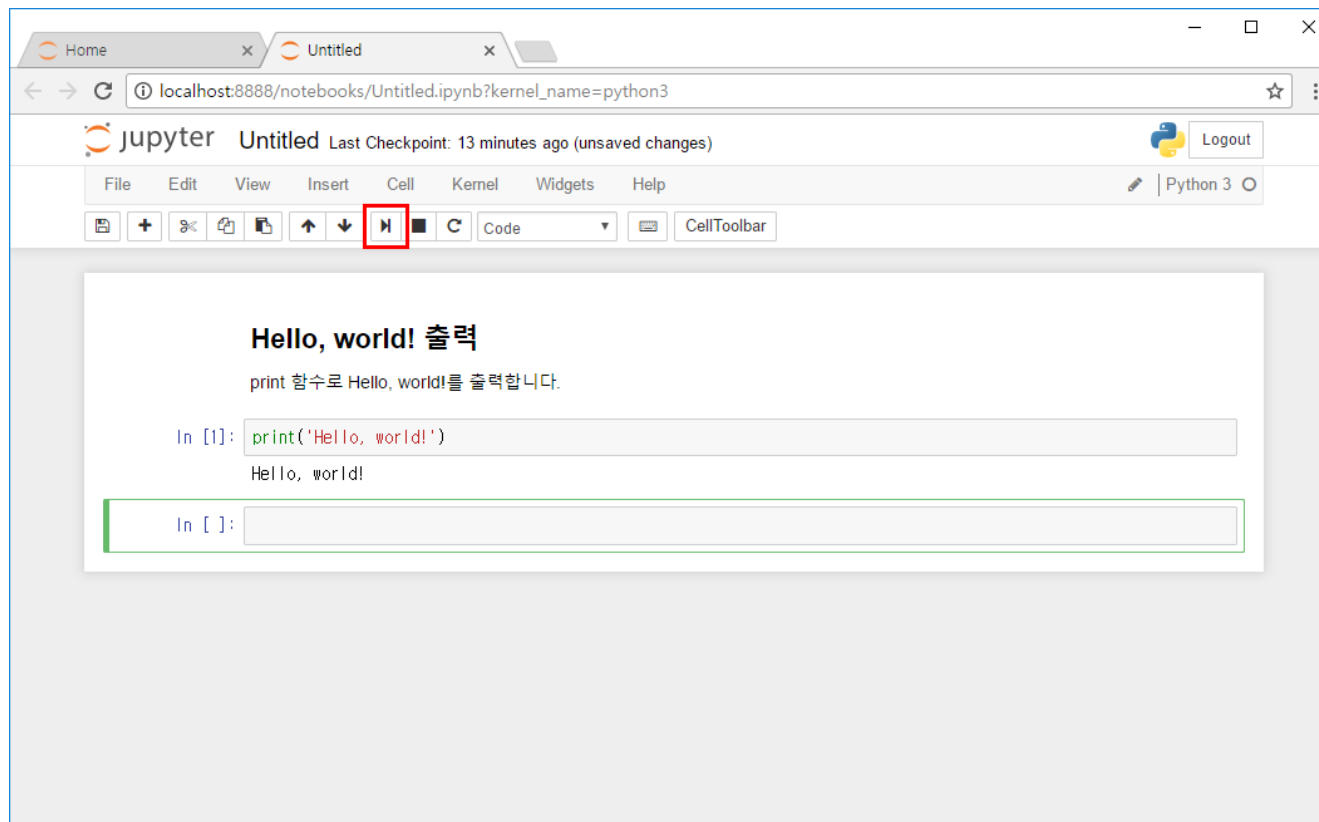 Home
Untitled
localhost:8888/notebooks/Untitled.ipynb?kernel_name=python3
jupyter Untitled Last Checkpoint: 13 minutes ago (unsaved changes)
Logout
File Edit View Insert Cell Kernel Widgets Help
Python 3
Code
CellToolbar
Hello, world! 출력
print 함수로 Hello, world!를 출력합니다.
In [1]: print('Hello, world!')
Hello, world!
In [ ]: